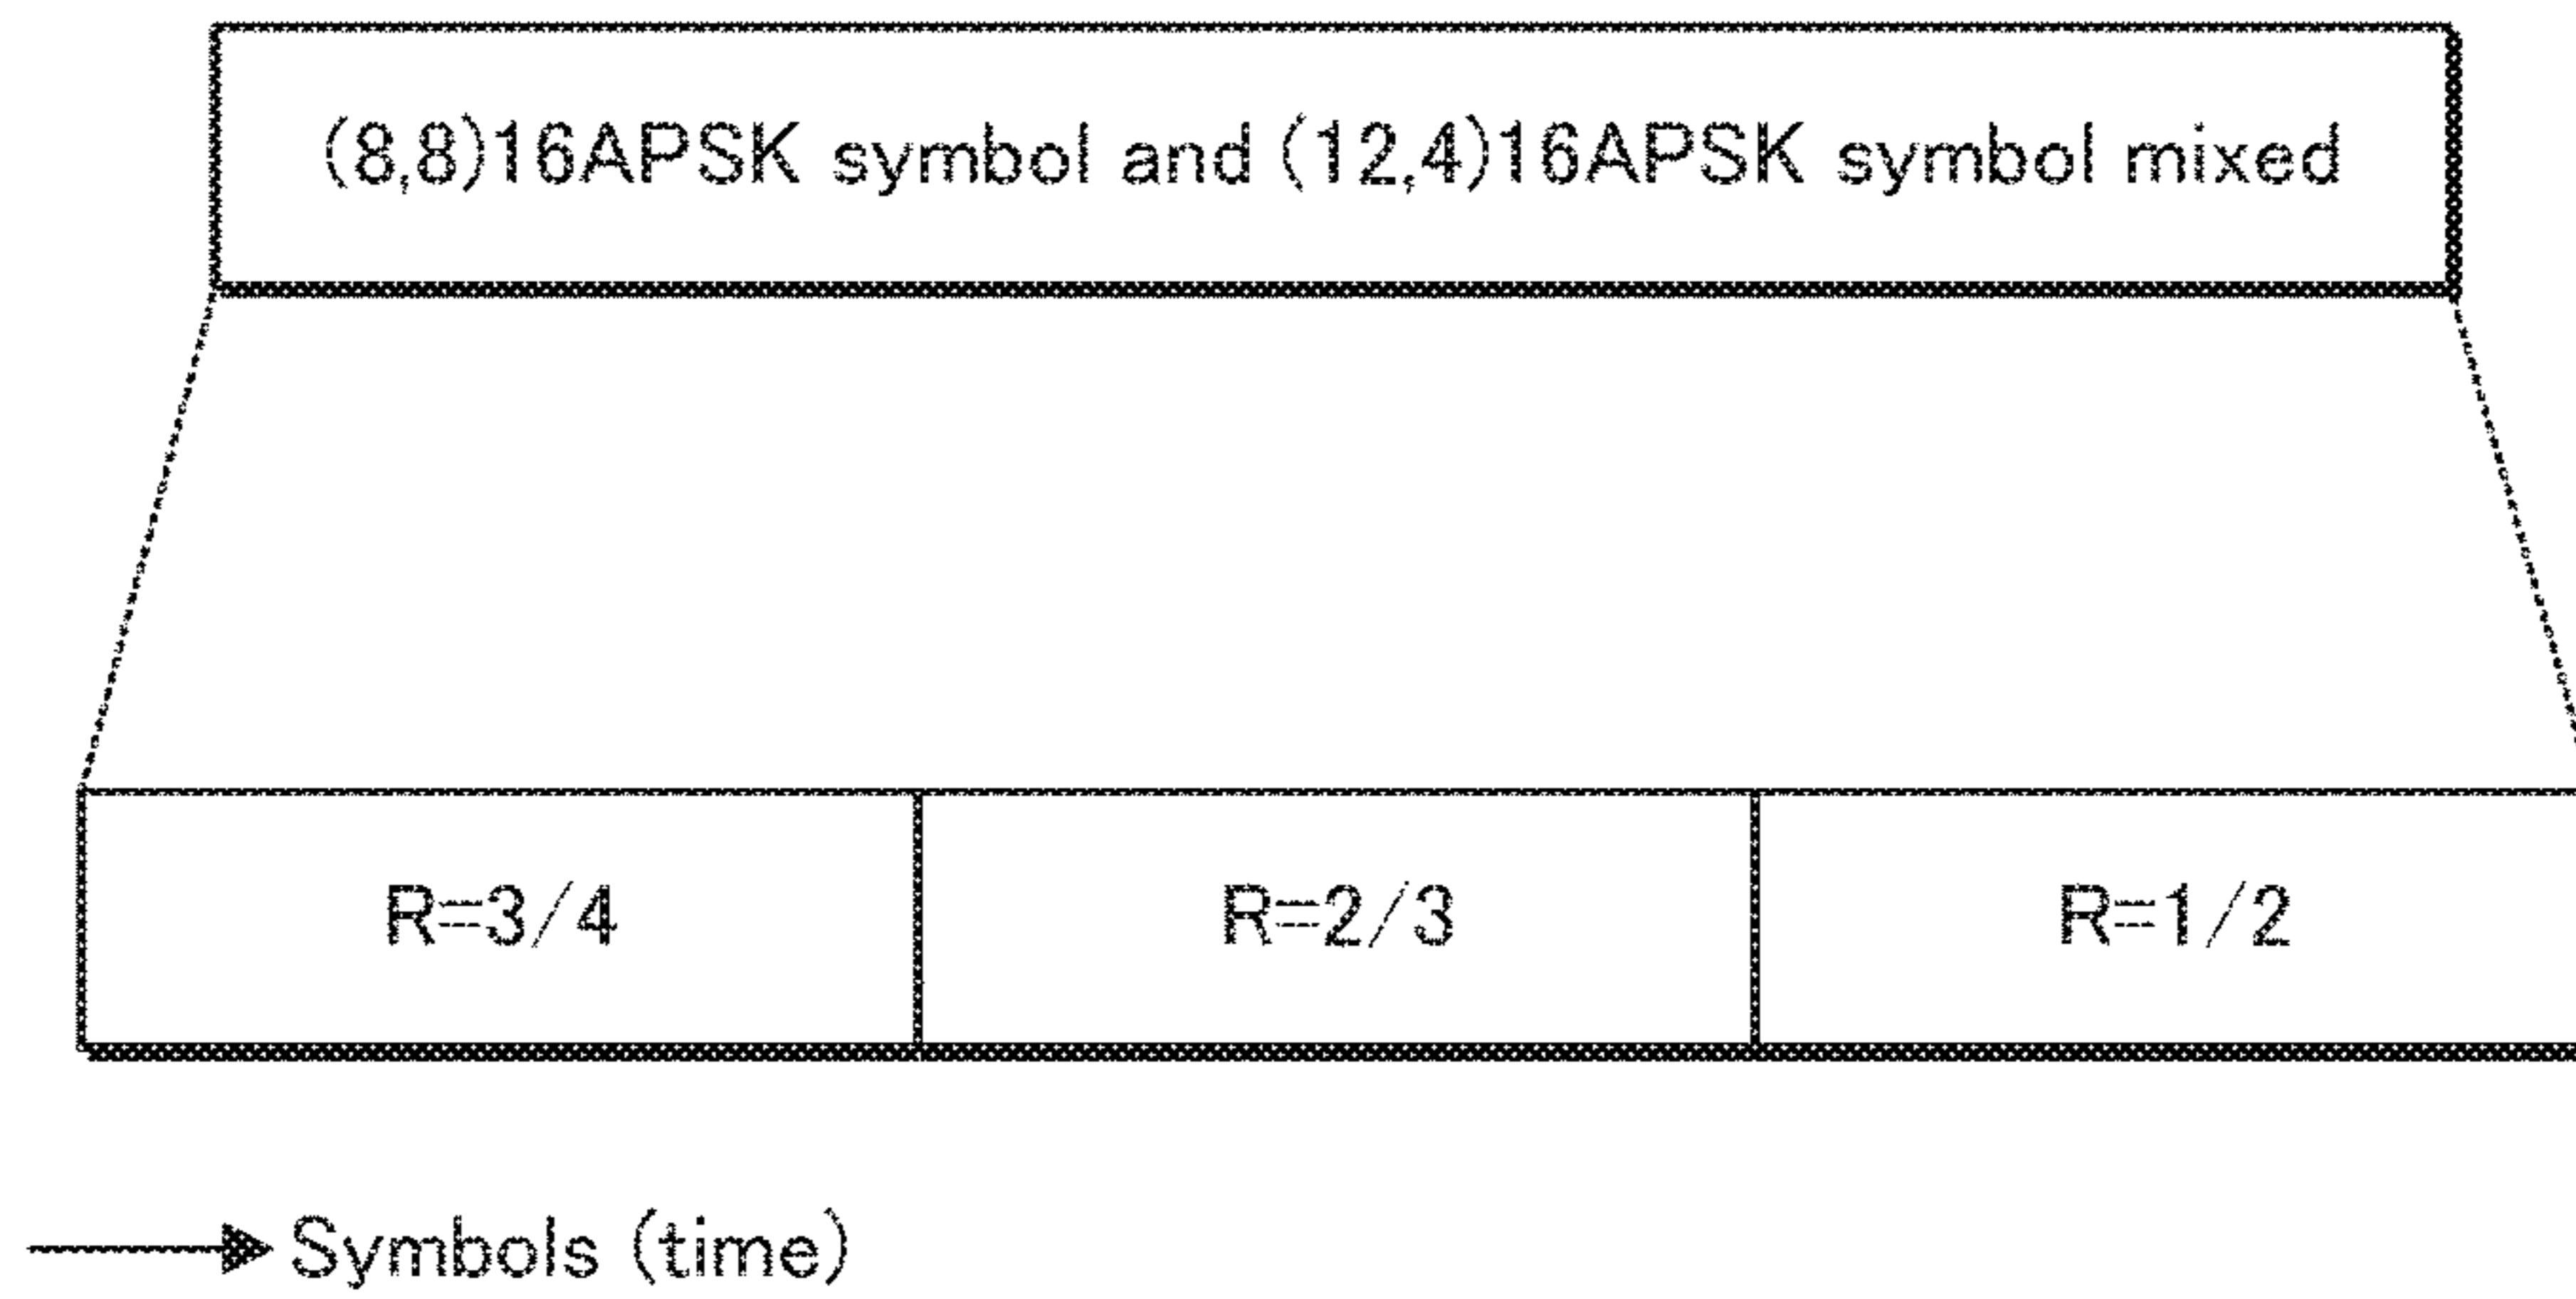 (8,8)16APSK symbol and (12,4)16APSK symbol mixed
R=3/4 R=2/3 R=1/2
Symbols (time)